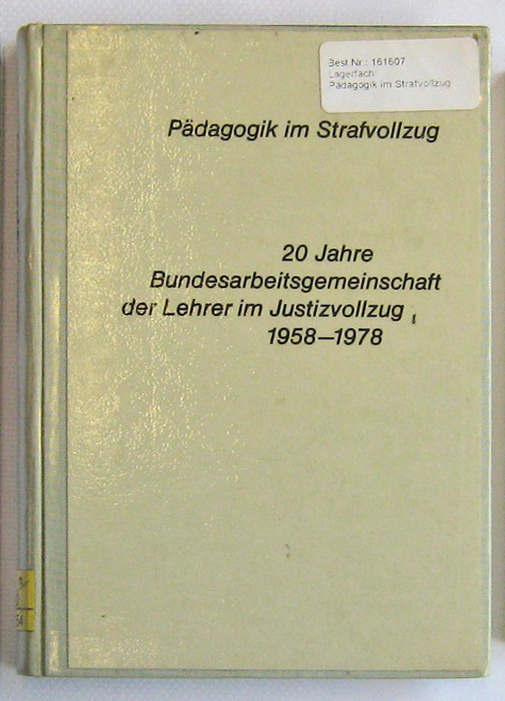 Best.Nr.: 161607
Lagerfach:
Pädagogik im Strafvollzug
Pädagogik im Strafvollzug
20 Jahre
Bundesarbeitsgemeinschaft
der Lehrer im Justizvollzug
1958—1978
54